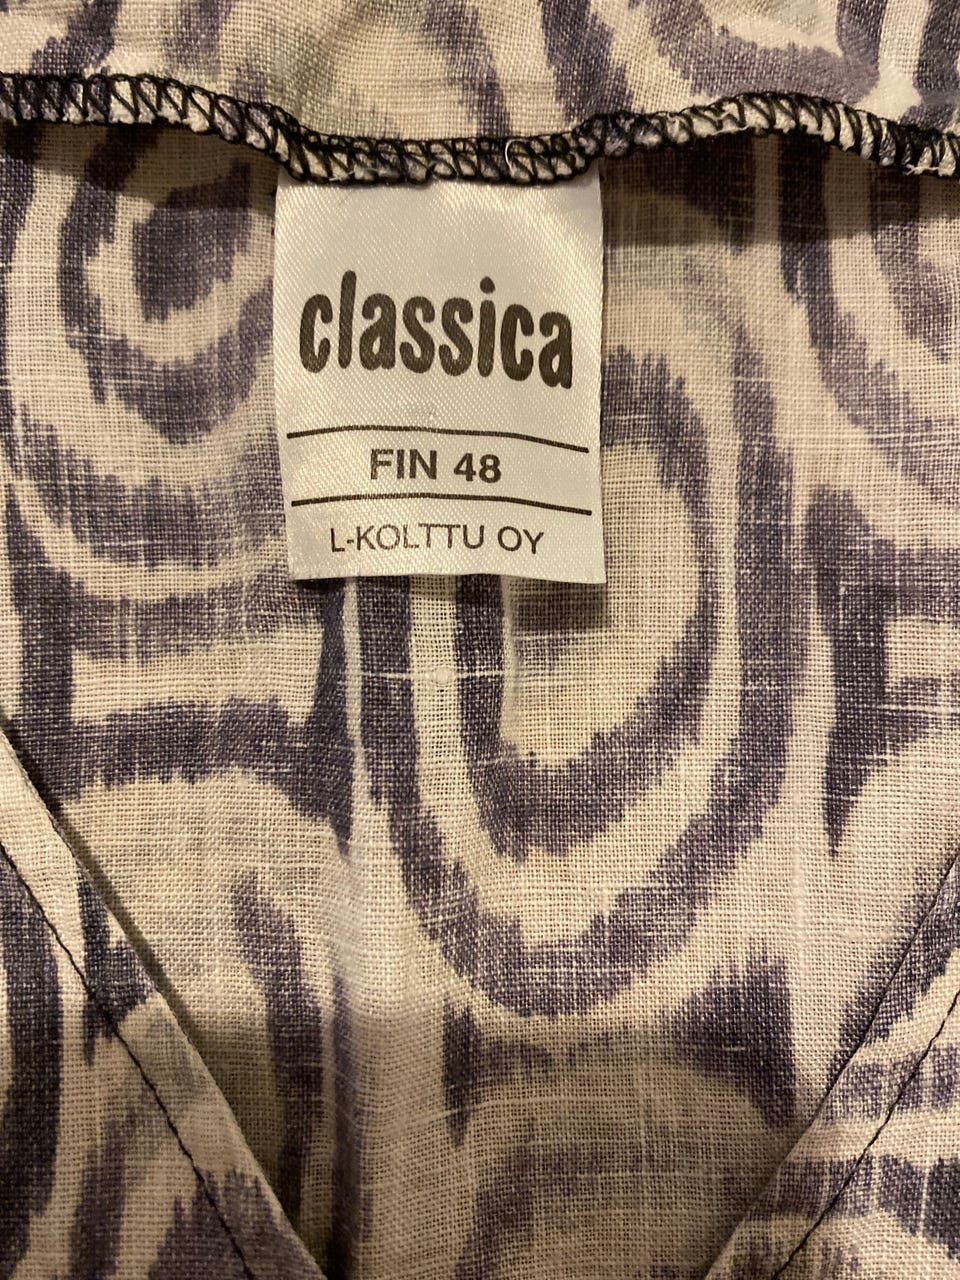 classica
FIN 48
L-KOLTTU OY